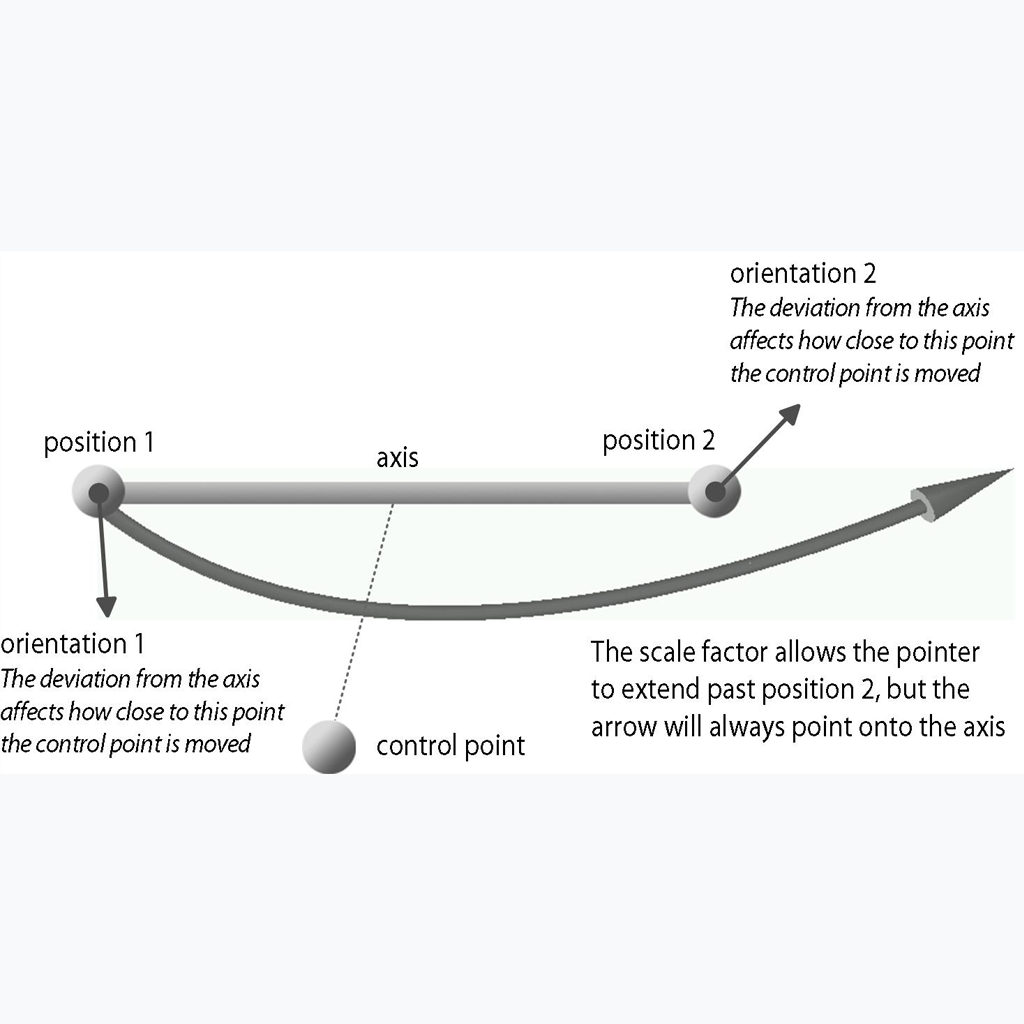 orientation 2
The deviation from the axis
affects how close to this point
the control point is moved
position 1
axis
position 2
orientation 1
The deviation from the axis
affects how close to this point
the control point is moved
control point
The scale factor allows the pointer
to extend past position 2, but the
arrow will always point onto the axis